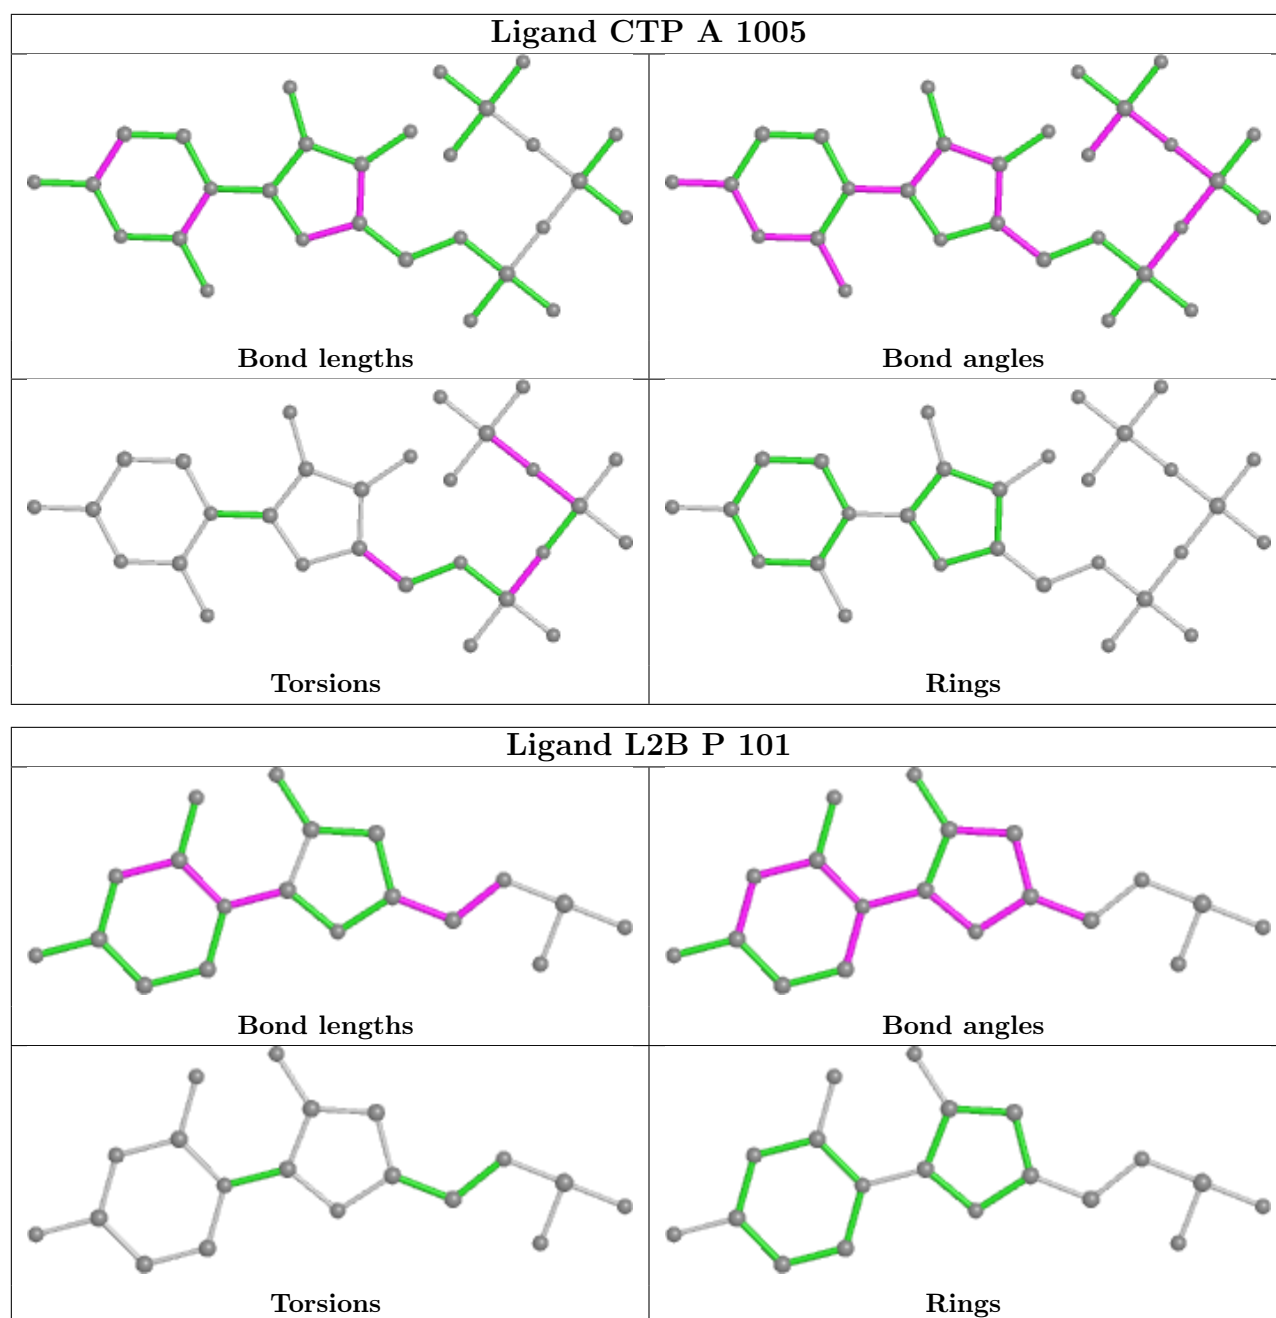 Ligand CTP A 1005
Bond lengths
Bond angles
Torsions
Rings
Ligand L2B P 101
Bond lengths
Bond angles
Torsions
Rings